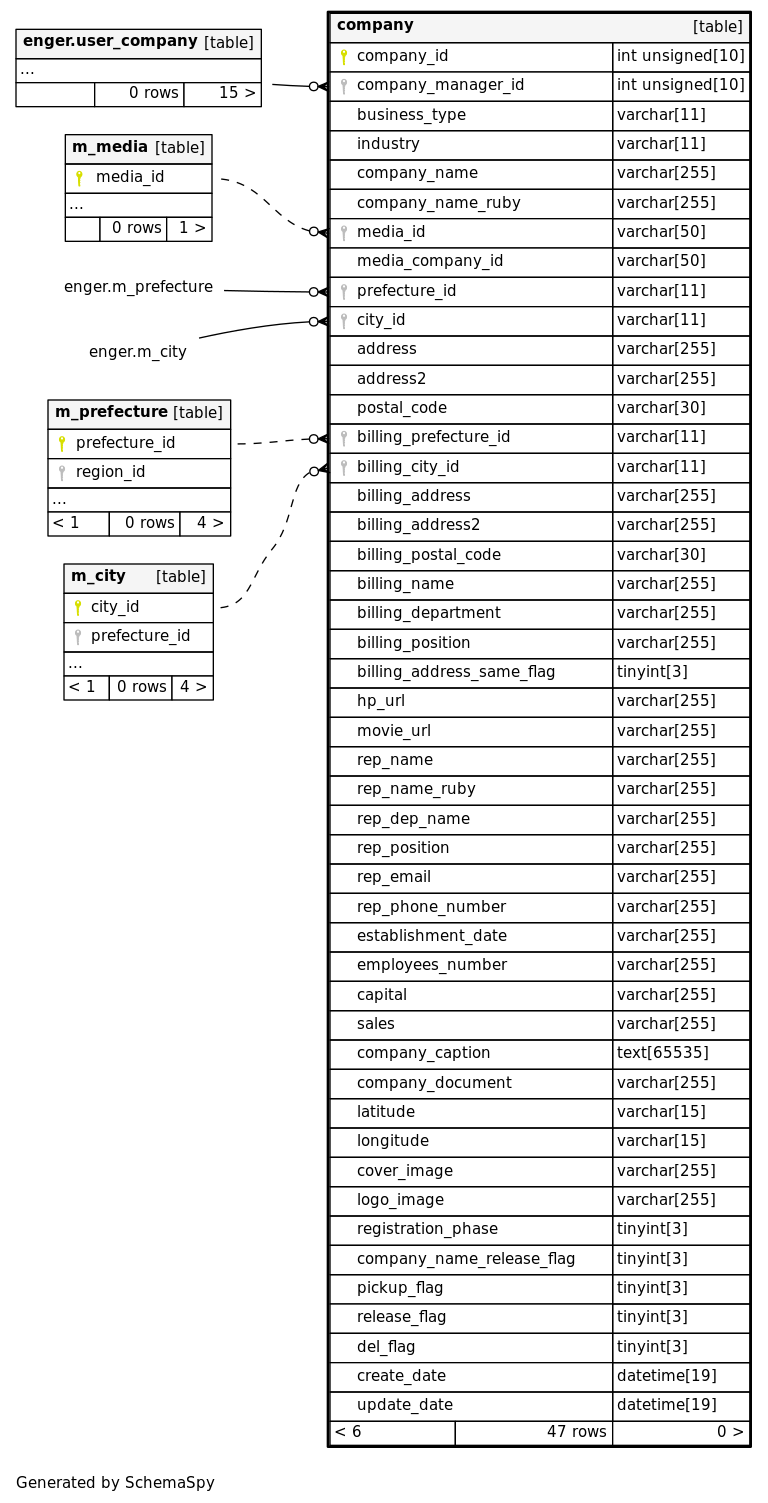 enger.user_company [table]
...
0 rows 15 >
m_media [table]
media_id
...
0 rows 1 >
enger.m_prefecture
enger.m_city
m_prefecture [table]
prefecture_id
region_id
...
< 1 0 rows 4 >
m_city [table]
city_id
prefecture_id
...
< 1 0 rows 4 >
company [table]
company_id int unsigned[10]
company_manager_id int unsigned[10]
business_type varchar[11]
industry varchar[11]
company_name varchar[255]
company_name_ruby varchar[255]
media_id varchar[50]
media_company_id varchar[50]
prefecture_id varchar[11]
city_id varchar[11]
address varchar[255]
address2 varchar[255]
postal_code varchar[30]
billing_prefecture_id varchar[11]
billing_city_id varchar[11]
billing_address varchar[255]
billing_address2 varchar[255]
billing_postal_code varchar[30]
billing_name varchar[255]
billing_department varchar[255]
billing_position varchar[255]
billing_address_same_flag tinyint[3]
hp_url varchar[255]
movie_url varchar[255]
rep_name varchar[255]
rep_name_ruby varchar[255]
rep_dep_name varchar[255]
rep_position varchar[255]
rep_email varchar[255]
rep_phone_number varchar[255]
establishment_date varchar[255]
employees_number varchar[255]
capital varchar[255]
sales varchar[255]
company_caption text[65535]
company_document varchar[255]
latitude varchar[15]
longitude varchar[15]
cover_image varchar[255]
logo_image varchar[255]
registration_phase tinyint[3]
company_name_release_flag tinyint[3]
pickup_flag tinyint[3]
release_flag tinyint[3]
del_flag tinyint[3]
create_date datetime[19]
update_date datetime[19]
< 6 47 rows 0 >
Generated by SchemaSpy